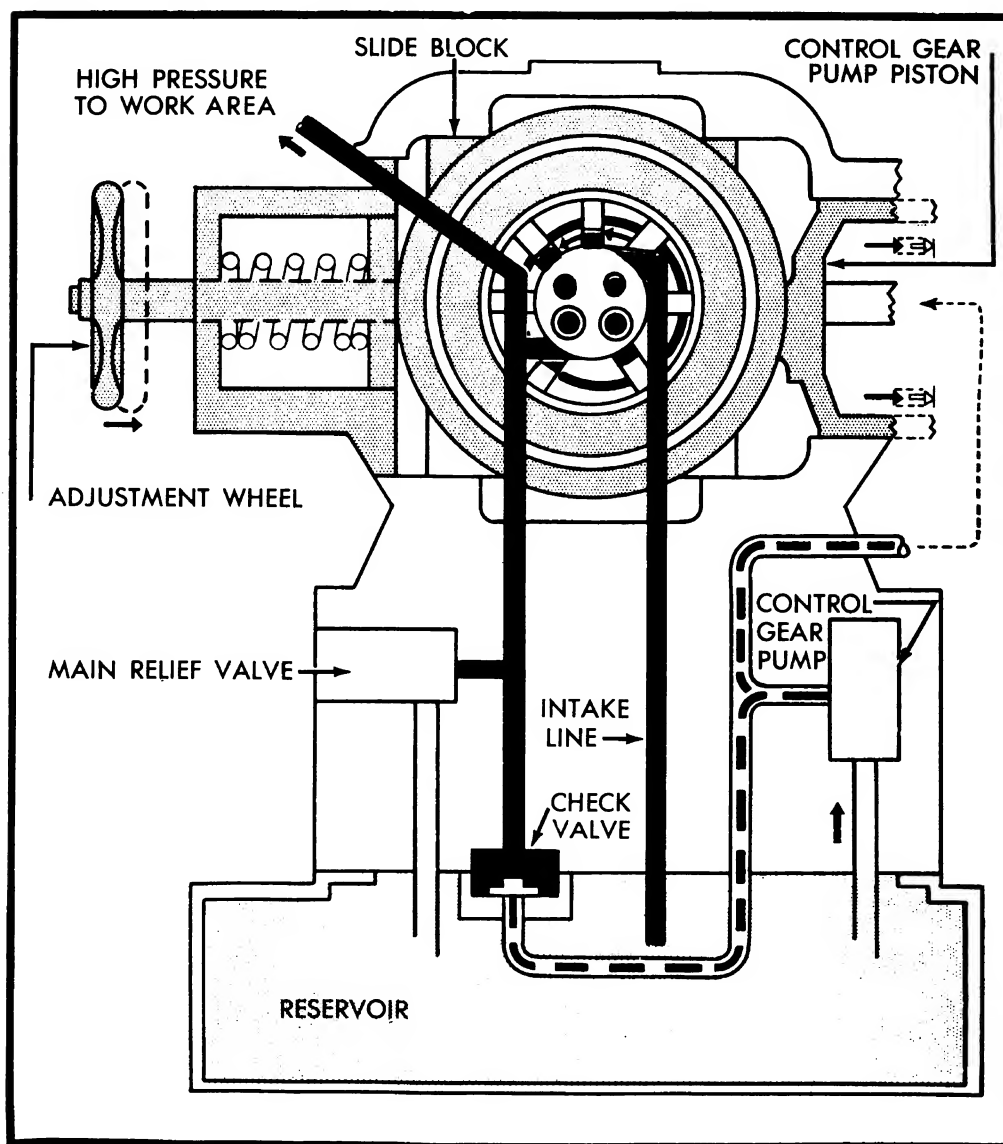 SLIDE BLOCK
CONTROL GEAR
PUMP PISTON
HIGH PRESSURE
TO WORK AREA
ADJUSTMENT WHEEL
CONTROL
GEAR
PUMP
MAIN RELIEF VALVE
INTAKE
LINE
CHECK
VALVE
RESERVOIR